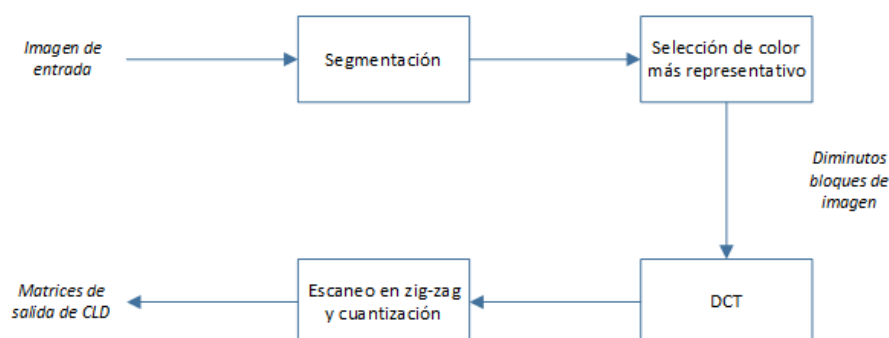 Imagen de
entrada
Segmentación
Selección de color
más representativo
Diminutos
bloques de
imagen
DCT
Escaneo en zig-zag
y cuantización
Matrices de
salida de CLD